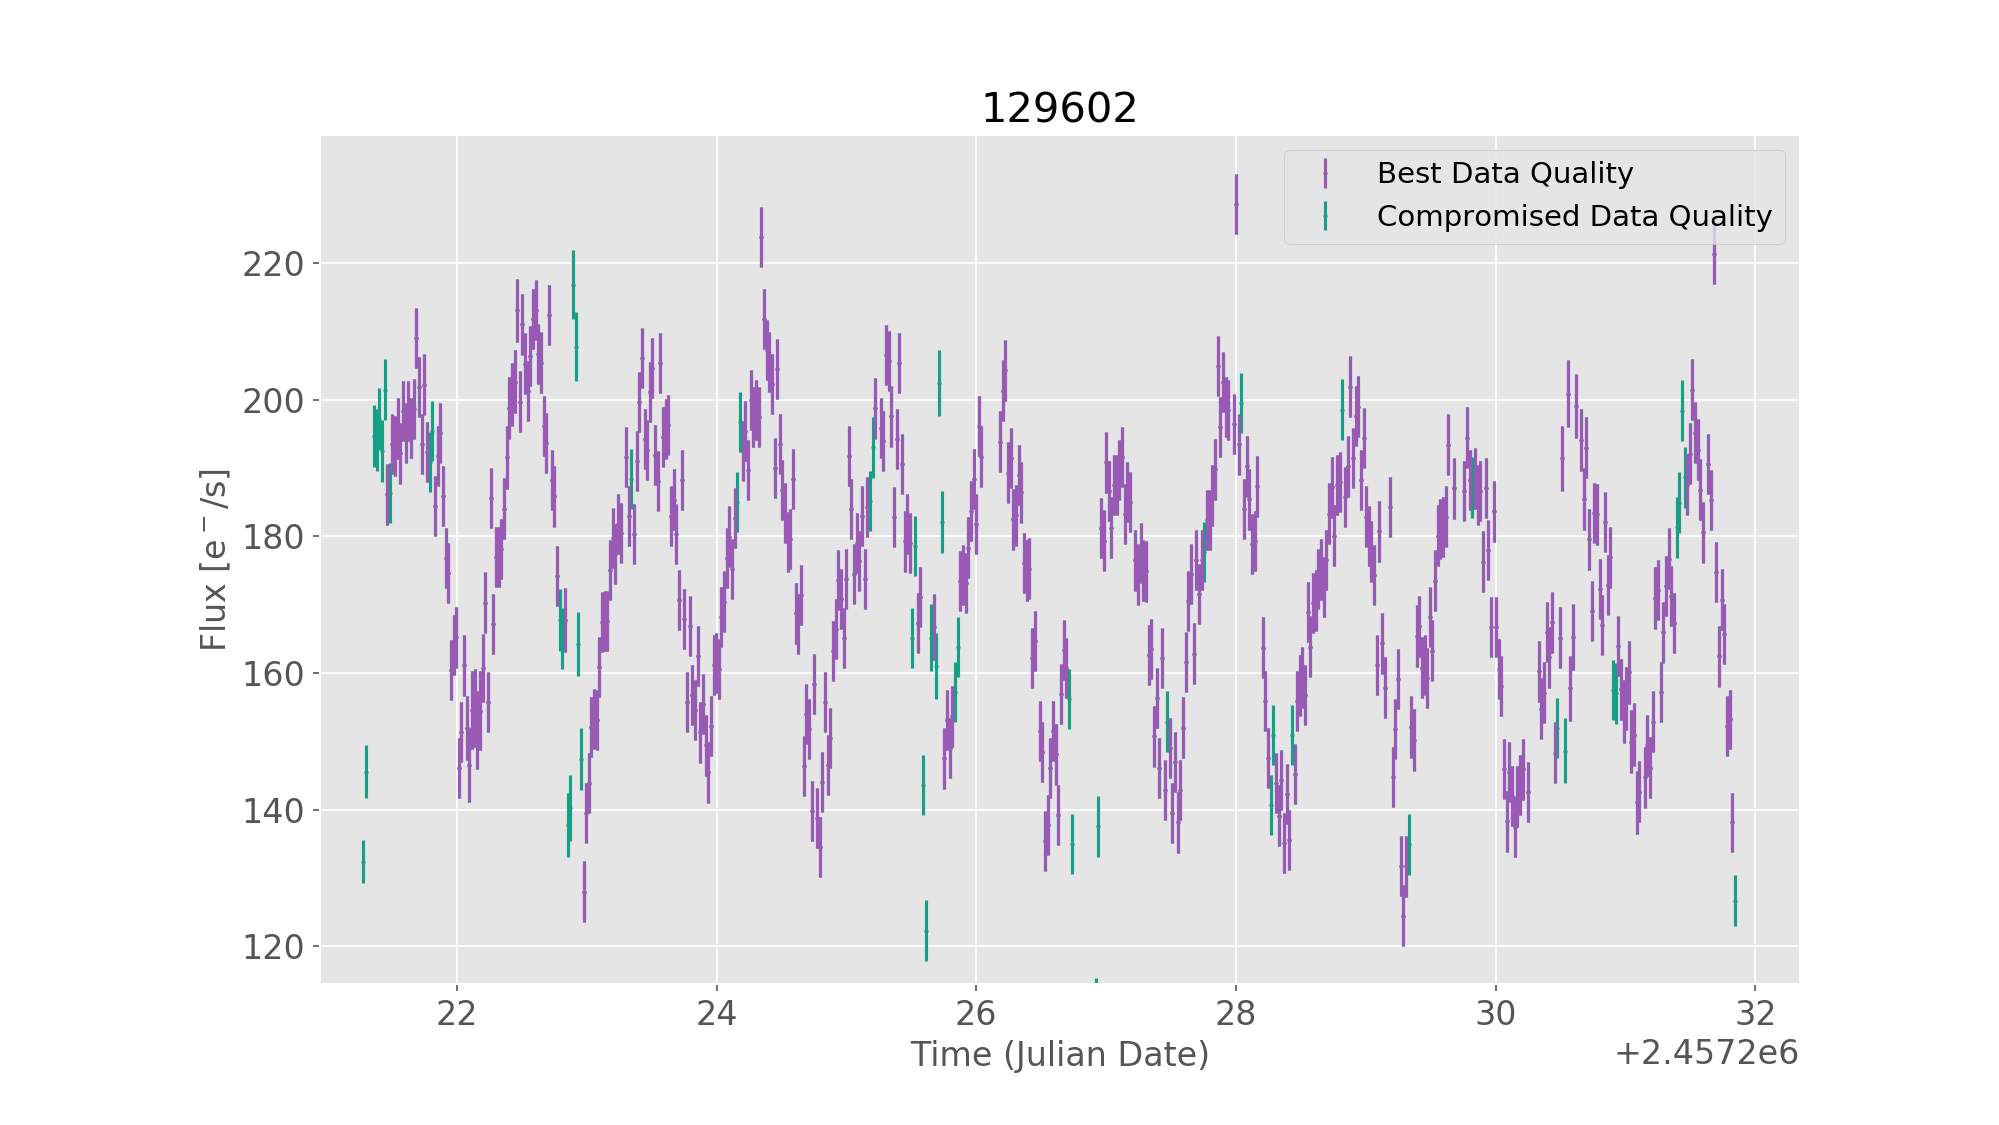 129602
Best Data Quality
Compromised Data Quality
Flux [e⁻/s]
220
200
180
160
140
120
22 24 26 28 30 32
Time (Julian Date)
+2.4572e6